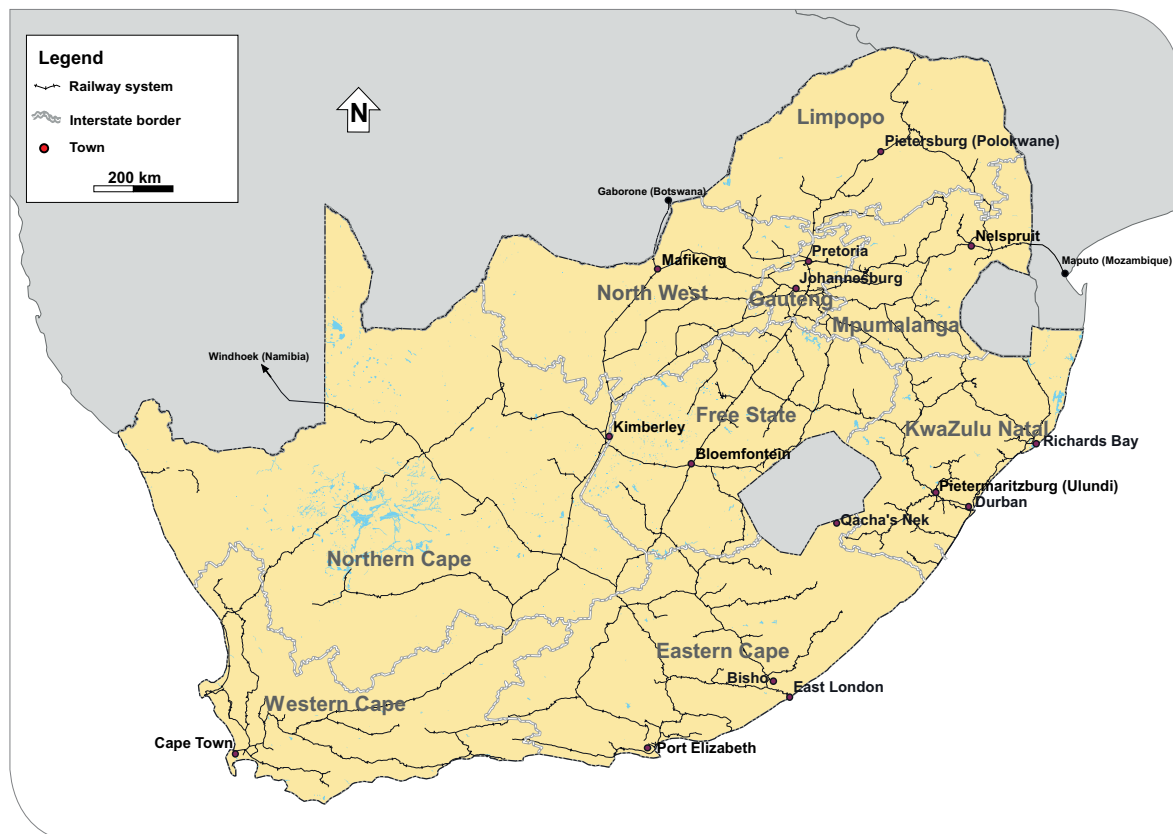 Legend
Railway system
Interstate border
Town
200 km
N
Limpopo
Pietersburg (Polokwane)
Gaborone (Botswana)
Nelspruit
Pretoria
Mafikeng
Maputo (Mozambique)
Johannesburg
North West
Gauteng
Mpumalanga
Windhoek (Namibia)
Free State
Kimberley
KwaZulu Natal
Richards Bay
Bloemfontein
Pietermaritzburg (Ulundi)
Durban
Qacha's Nek
Northern Cape
Eastern Cape
Bisho
East London
Western Cape
Cape Town
Port Elizabeth